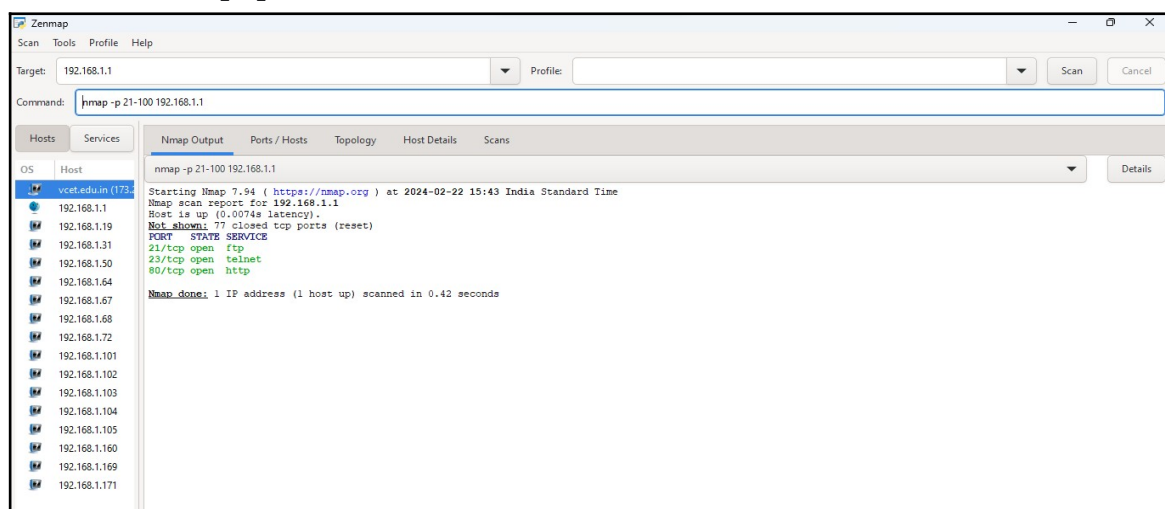 Zenmap
Scan Tools Profile Help
Target: 192.168.1.1 Profile: Scan Cancel
Command: nmap -p 21-100 192.168.1.1
Hosts Services Nmap Output Ports / Hosts Topology Host Details Scans
OS Host nmap -p 21-100 192.168.1.1 Details
vcet.edu.in (173.2
192.168.1.1
192.168.1.19
192.168.1.31
192.168.1.50
192.168.1.64
192.168.1.67
192.168.1.68
192.168.1.72
192.168.1.101
192.168.1.102
192.168.1.103
192.168.1.104
192.168.1.105
192.168.1.160
192.168.1.169
192.168.1.171
Starting Nmap 7.94 ( https://nmap.org ) at 2024-02-22 15:43 India Standard Time
Nmap scan report for 192.168.1.1
Host is up (0.0074s latency).
Not shown: 77 closed tcp ports (reset)
PORT STATE SERVICE
21/tcp open ftp
23/tcp open telnet
80/tcp open http
Nmap done: 1 IP address (1 host up) scanned in 0.42 seconds